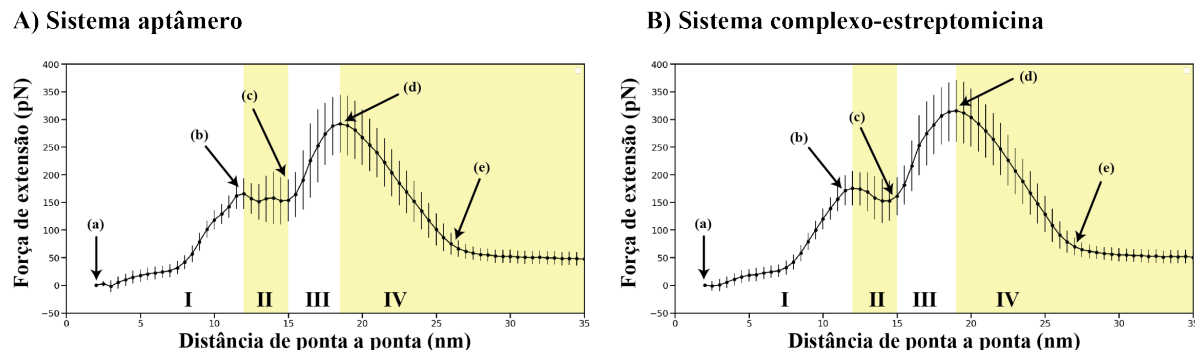 A) Sistema aptâmero
Força de extensão (pN)
400
350
300
250
200
150
100
50
0
−50
(a)
(b)
(c)
(d)
(e)
I
II
III
IV
0
5
10
15
20
25
30
35
Distância de ponta a ponta (nm)
B) Sistema complexo-estreptomicina
Força de extensão (pN)
400
350
300
250
200
150
100
50
0
−50
(a)
(b)
(c)
(d)
(e)
I
II
III
IV
0
5
10
15
20
25
30
35
Distância de ponta a ponta (nm)